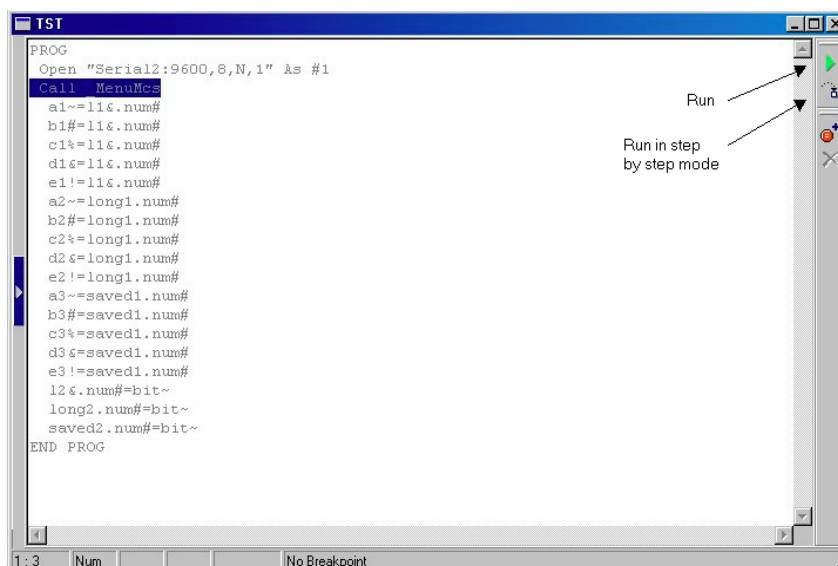 TST
PROG
Open "Serial2:9600,8,N,1" As #1
Call _MenuMcs
a1~=l1&.num#
b1#=l1&.num#
c1%=l1&.num#
d1&=l1&.num#
e1!=l1&.num#
a2~=long1.num#
b2#=long1.num#
c2%=long1.num#
d2&=long1.num#
e2!=long1.num#
a3~=saved1.num#
b3#=saved1.num#
c3%=saved1.num#
d3&=saved1.num#
e3!=saved1.num#
l2&.num#=bit~
long2.num#=bit~
saved2.num#=bit~
END PROG
Run
Run in step
by step mode
1 : 3 Num No Breakpoint